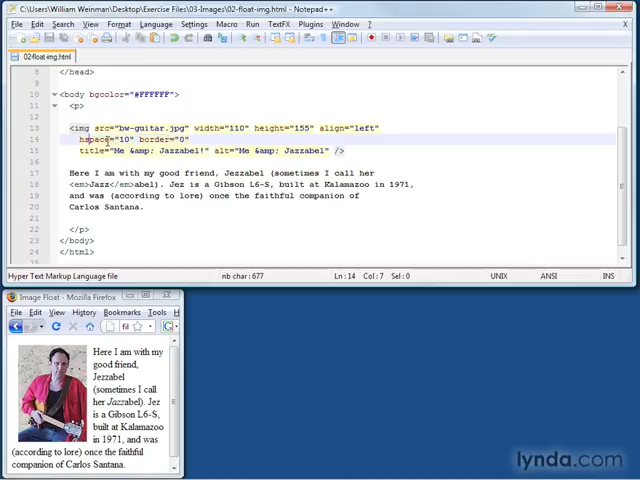 C:\Users\William Weinman\Desktop\Exercise Files\03-Images\02-float-img.html - Notepad++
File Edit Search View Format Language Settings Macro Run TextFX Plugins Window ?
02-float-img.html
8 </head>
9
10 <body bgcolor="#FFFFFF">
11 <p>
12
13 <img src="bw-guitar.jpg" width="110" height="155" align="left"
14 hspace="10" border="0"
15 title="Me &amp; Jazzabel!" alt="Me &amp; Jazzabel" />
16
17 Here I am with my good friend, Jezzabel (sometimes I call her
18 <em>Jazz</em>abel). Jez is a Gibson L6-S, built at Kalamazoo in 1971,
19 and was (according to lore) once the faithful companion of
20 Carlos Santana.
21
22 </p>
23 </body>
24 </html>
25
Hyper Text Markup Language file nb char: 677 Ln: 14 Col: 7 Sel: 0 UNIX ANSI INS
Image Float - Mozilla Firefox
File Edit View History Bookmarks Tools H
fil
Here I am with my
good friend,
Jezzabel
(sometimes I call
her Jazzabel). Jez
is a Gibson L6-S,
built at Kalamazoo
in 1971, and was
(according to lore) once the faithful
companion of Carlos Santana.
lynda.com